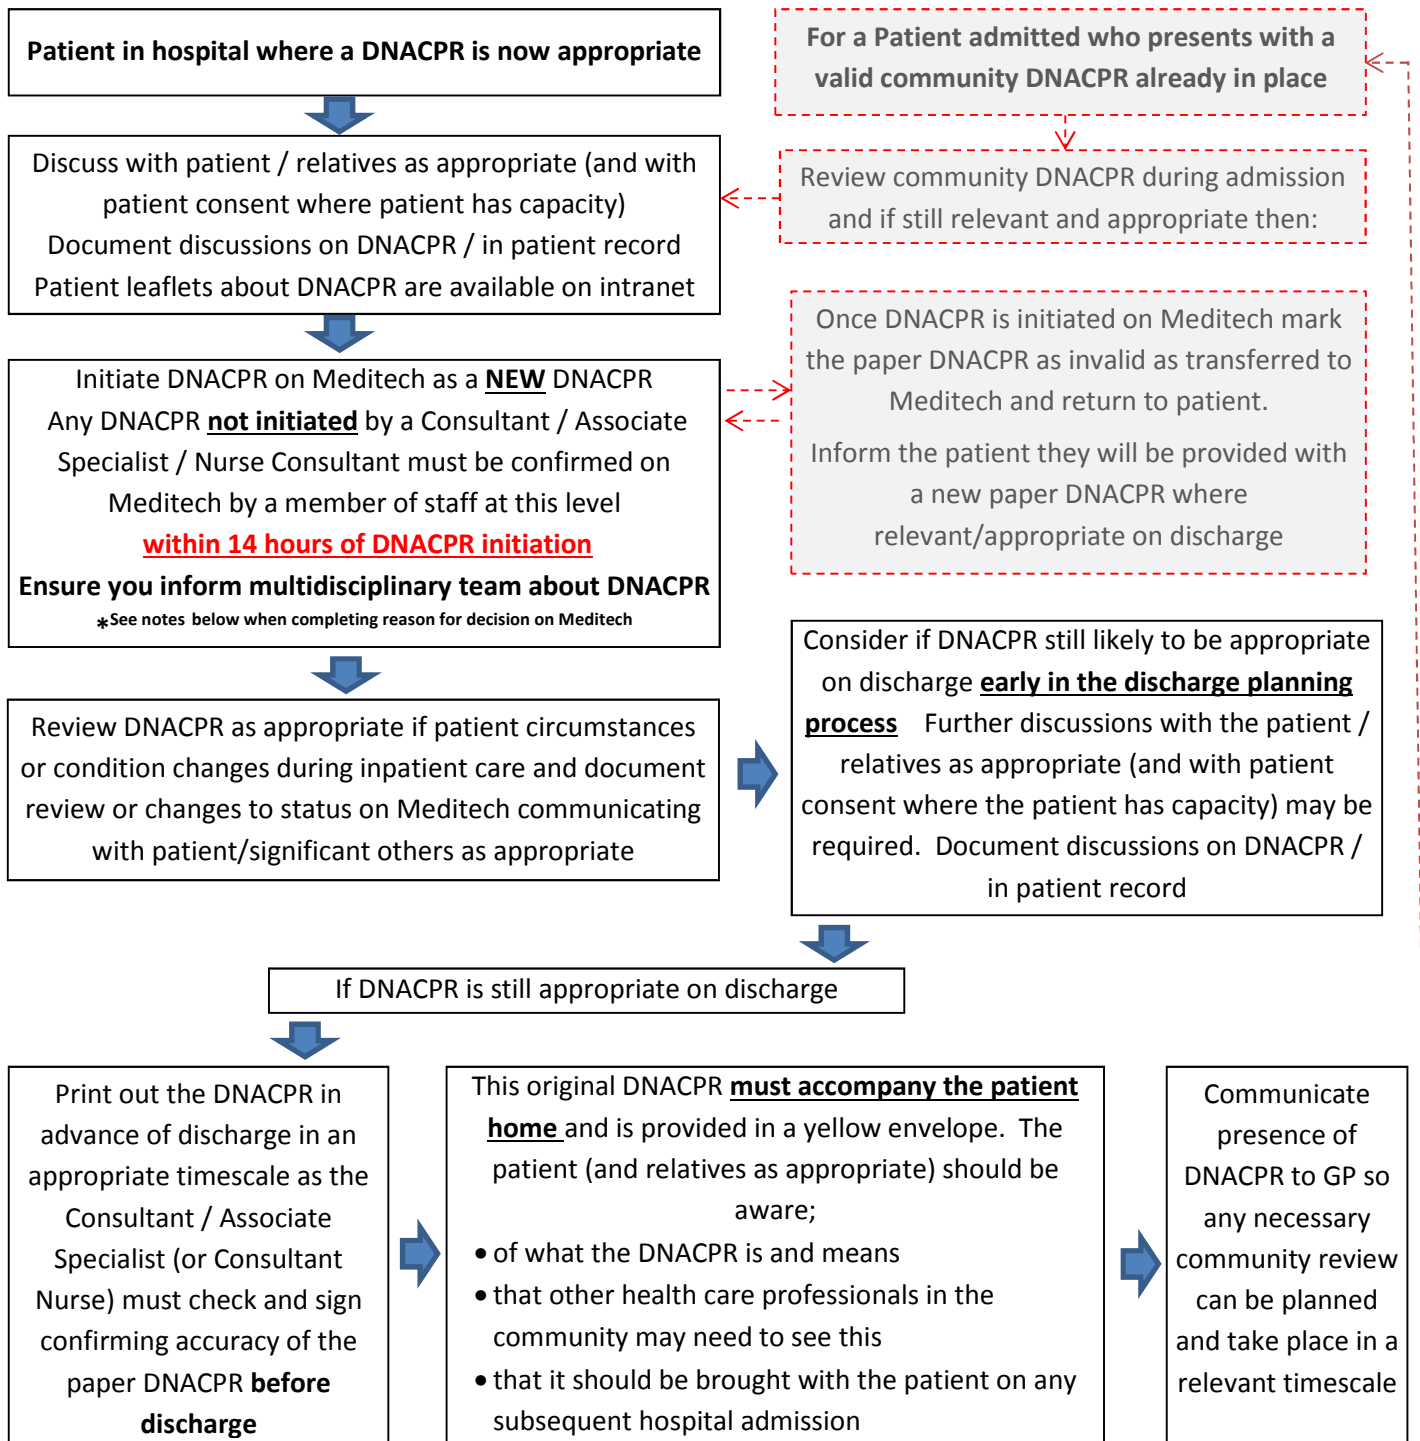 Patient in hospital where a DNACPR is now appropriate
For a Patient admitted who presents with a
valid community DNACPR already in place
Discuss with patient / relatives as appropriate (and with
patient consent where patient has capacity)
Document discussions on DNACPR / in patient record
Patient leaflets about DNACPR are available on intranet
Review community DNACPR during admission
and if still relevant and appropriate then:
Initiate DNACPR on Meditech as a NEW DNACPR
Any DNACPR not initiated by a Consultant / Associate
Specialist / Nurse Consultant must be confirmed on
Meditech by a member of staff at this level
within 14 hours of DNACPR initiation
Ensure you inform multidisciplinary team about DNACPR
*See notes below when completing reason for decision on Meditech
Once DNACPR is initiated on Meditech mark
the paper DNACPR as invalid as transferred to
Meditech and return to patient.
Inform the patient they will be provided with
a new paper DNACPR where
relevant/appropriate on discharge
Review DNACPR as appropriate if patient circumstances
or condition changes during inpatient care and document
review or changes to status on Meditech communicating
with patient/significant others as appropriate
Consider if DNACPR still likely to be appropriate
on discharge early in the discharge planning
process Further discussions with the patient /
relatives as appropriate (and with patient
consent where the patient has capacity) may be
required. Document discussions on DNACPR /
in patient record
If DNACPR is still appropriate on discharge
Print out the DNACPR in
advance of discharge in an
appropriate timescale as the
Consultant / Associate
Specialist (or Consultant
Nurse) must check and sign
confirming accuracy of the
paper DNACPR before
discharge
This original DNACPR must accompany the patient
home and is provided in a yellow envelope. The
patient (and relatives as appropriate) should be
aware;
• of what the DNACPR is and means
• that other health care professionals in the
community may need to see this
• that it should be brought with the patient on any
subsequent hospital admission
Communicate
presence of
DNACPR to GP so
any necessary
community review
can be planned
and take place in a
relevant timescale